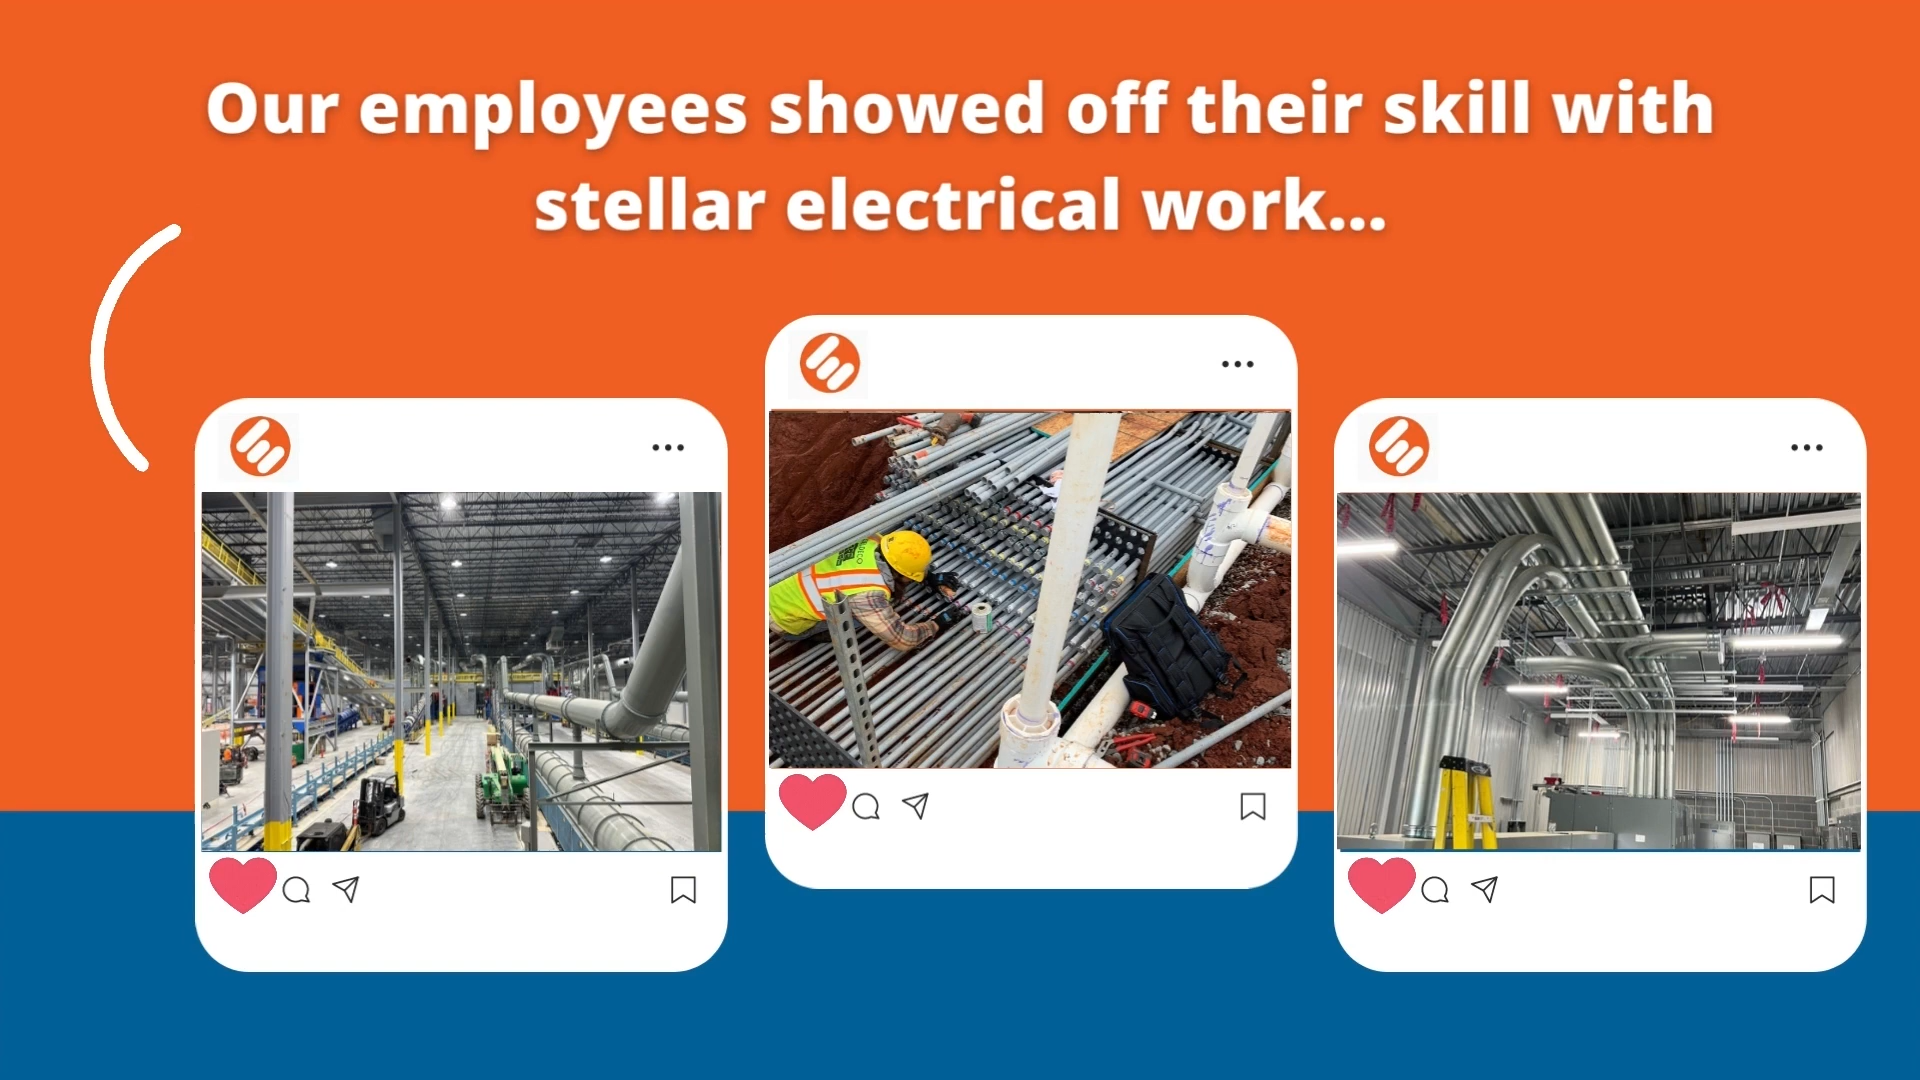 Our employees showed off their skill with
stellar electrical work...